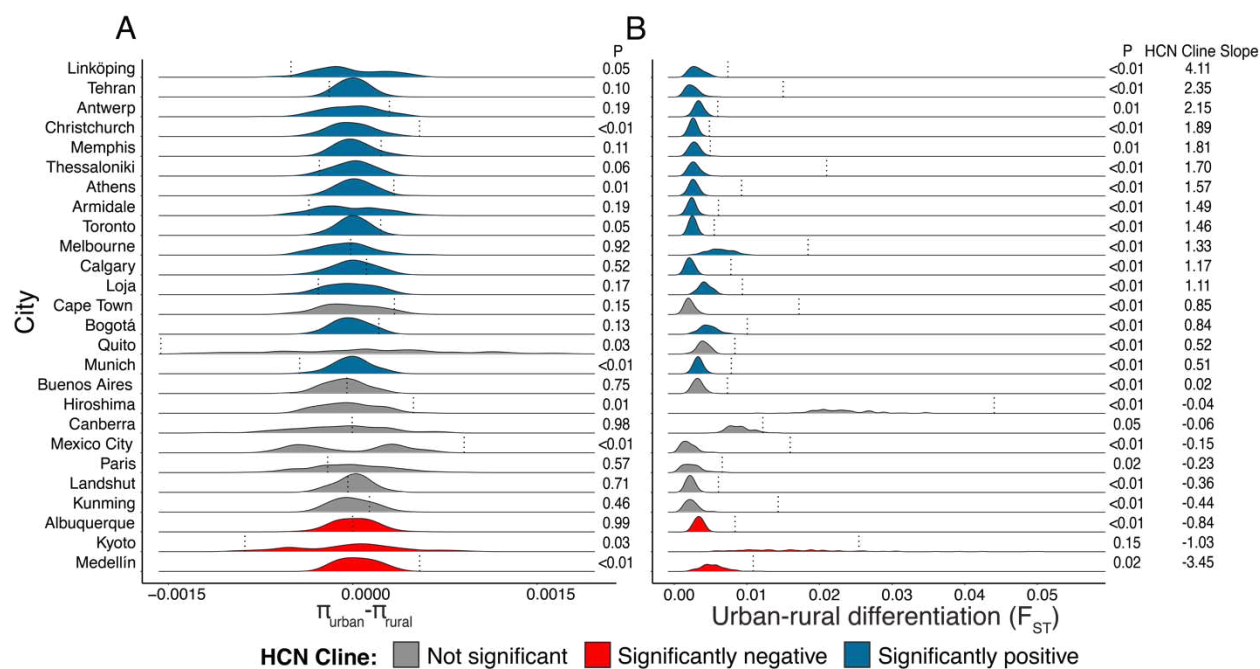 A B
P P HCN Cline Slope
Linköping 0.05 <0.01 4.11
Tehran 0.10 <0.01 2.35
Antwerp 0.19 0.01 2.15
Christchurch <0.01 <0.01 1.89
Memphis 0.11 0.01 1.81
Thessaloniki 0.06 <0.01 1.70
Athens 0.01 <0.01 1.57
Armidale 0.19 <0.01 1.49
Toronto 0.05 <0.01 1.46
Melbourne 0.92 <0.01 1.33
Calgary 0.52 <0.01 1.17
Loja 0.17 <0.01 1.11
Cape Town 0.15 <0.01 0.85
Bogotá 0.13 <0.01 0.84
Quito 0.03 <0.01 0.52
Munich <0.01 <0.01 0.51
Buenos Aires 0.75 <0.01 0.02
Hiroshima 0.01 <0.01 -0.04
Canberra 0.98 0.05 -0.06
Mexico City <0.01 <0.01 -0.15
Paris 0.57 0.02 -0.23
Landshut 0.71 <0.01 -0.36
Kunming 0.46 <0.01 -0.44
Albuquerque 0.99 <0.01 -0.84
Kyoto 0.03 0.15 -1.03
Medellín <0.01 0.02 -3.45
City
−0.0015 0.0000 0.0015 0.00 0.01 0.02 0.03 0.04 0.05
πurban-πrural Urban-rural differentiation (FST)
HCN Cline: Not significant Significantly negative Significantly positive